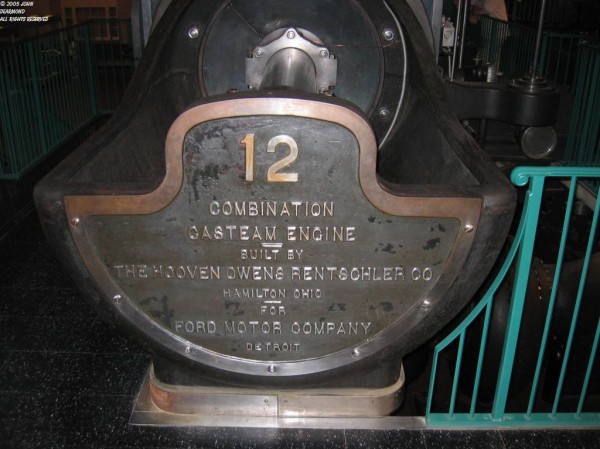 © 2005 JOHN
DEARMOND
ALL RIGHTS RESERVED
12
COMBINATION
GASTEAM ENGINE
BUILT BY
THE HOOVEN OWENS RENTSCHLER CO
HAMILTON OHIO
FOR
FORD MOTOR COMPANY
DETROIT